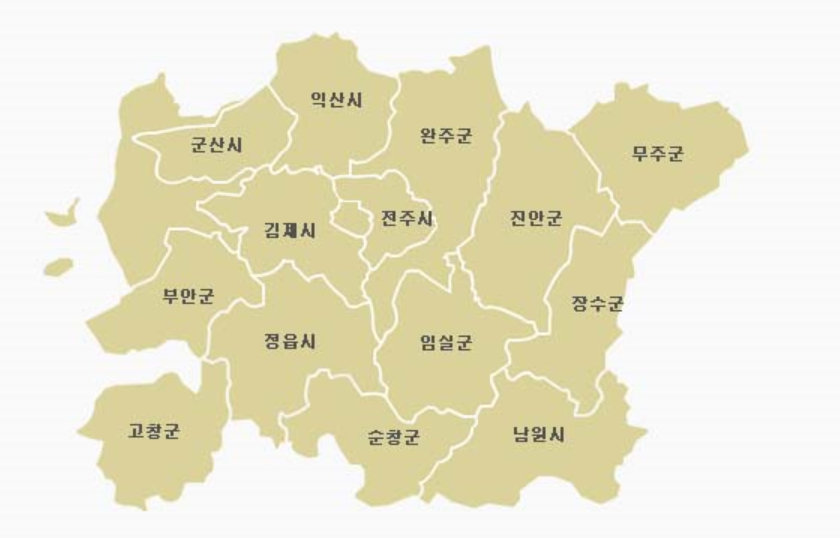 익산시
완주군
군산시
무주군
전주시
진안군
김제시
부안군
장수군
정읍시
임실군
고창군
순창군
남원시